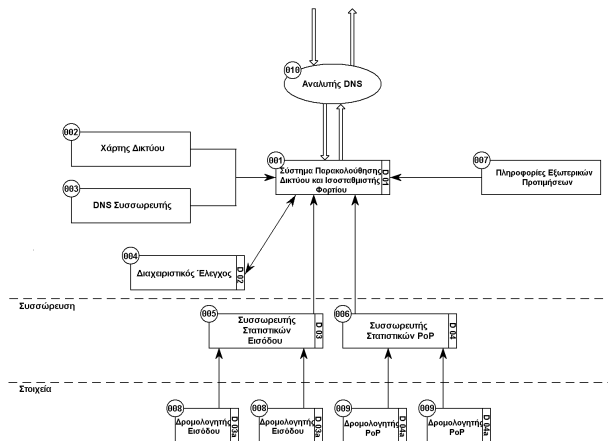 010
Αναλυτής DNS
002
Χάρτης Δικτύου
001
Σύστημα Παρακολούθησης
Δικτύου και Ισοσταθμιστής
Φορτίου
D 01
007
Πληροφορίες Εξωτερικών
Προτιμήσεων
003
DNS Συσσωρευτής
004
Διαχειριστικός Έλεγχος
D 02
Συσσώρευση
005
Συσσωρευτής
Στατιστικών
Εισόδου
D 03
006
Συσσωρευτής
Στατιστικών PoP
D 04
Στοιχεία
008
Δρομολογητής
Εισόδου
D 03a
008
Δρομολογητής
Εισόδου
D 03a
009
Δρομολογητής
PoP
D 04a
009
Δρομολογητής
PoP
D 04a